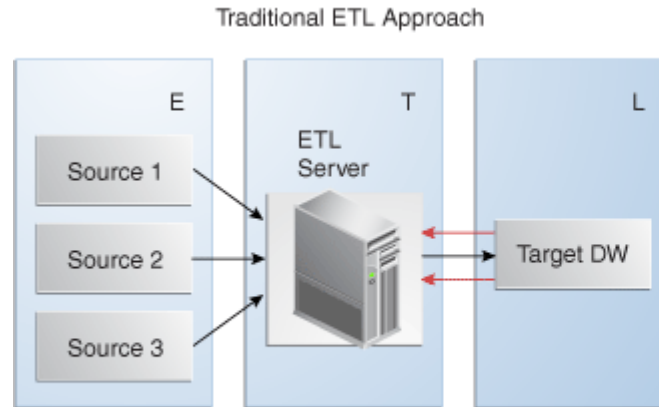 Traditional ETL Approach
E
T
L
ETL
Server
Source 1
Source 2
Source 3
Target DW